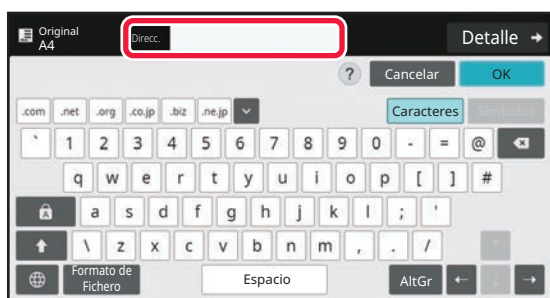 Original
A4
Direcc.
Detalle
? Cancelar OK
.com .net .org .co.jp .biz .ne.jp Caracteres Símbolos
` 1 2 3 4 5 6 7 8 9 0 - = @
q w e r t y u i o p [ ] #
A a s d f g h j k l ; '
\ z x c v b n m , . /
Formato de
Fichero
Espacio AltGr